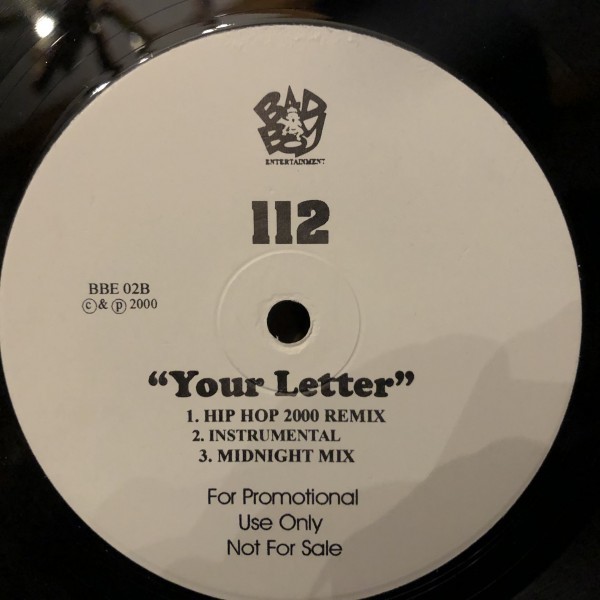 BAD
BOY
ENTERTAINMENT
112
BBE 02B
ⓒ & ⓟ 2000
“Your Letter”
1. HIP HOP 2000 REMIX
2. INSTRUMENTAL
3. MIDNIGHT MIX
For Promotional
Use Only
Not For Sale